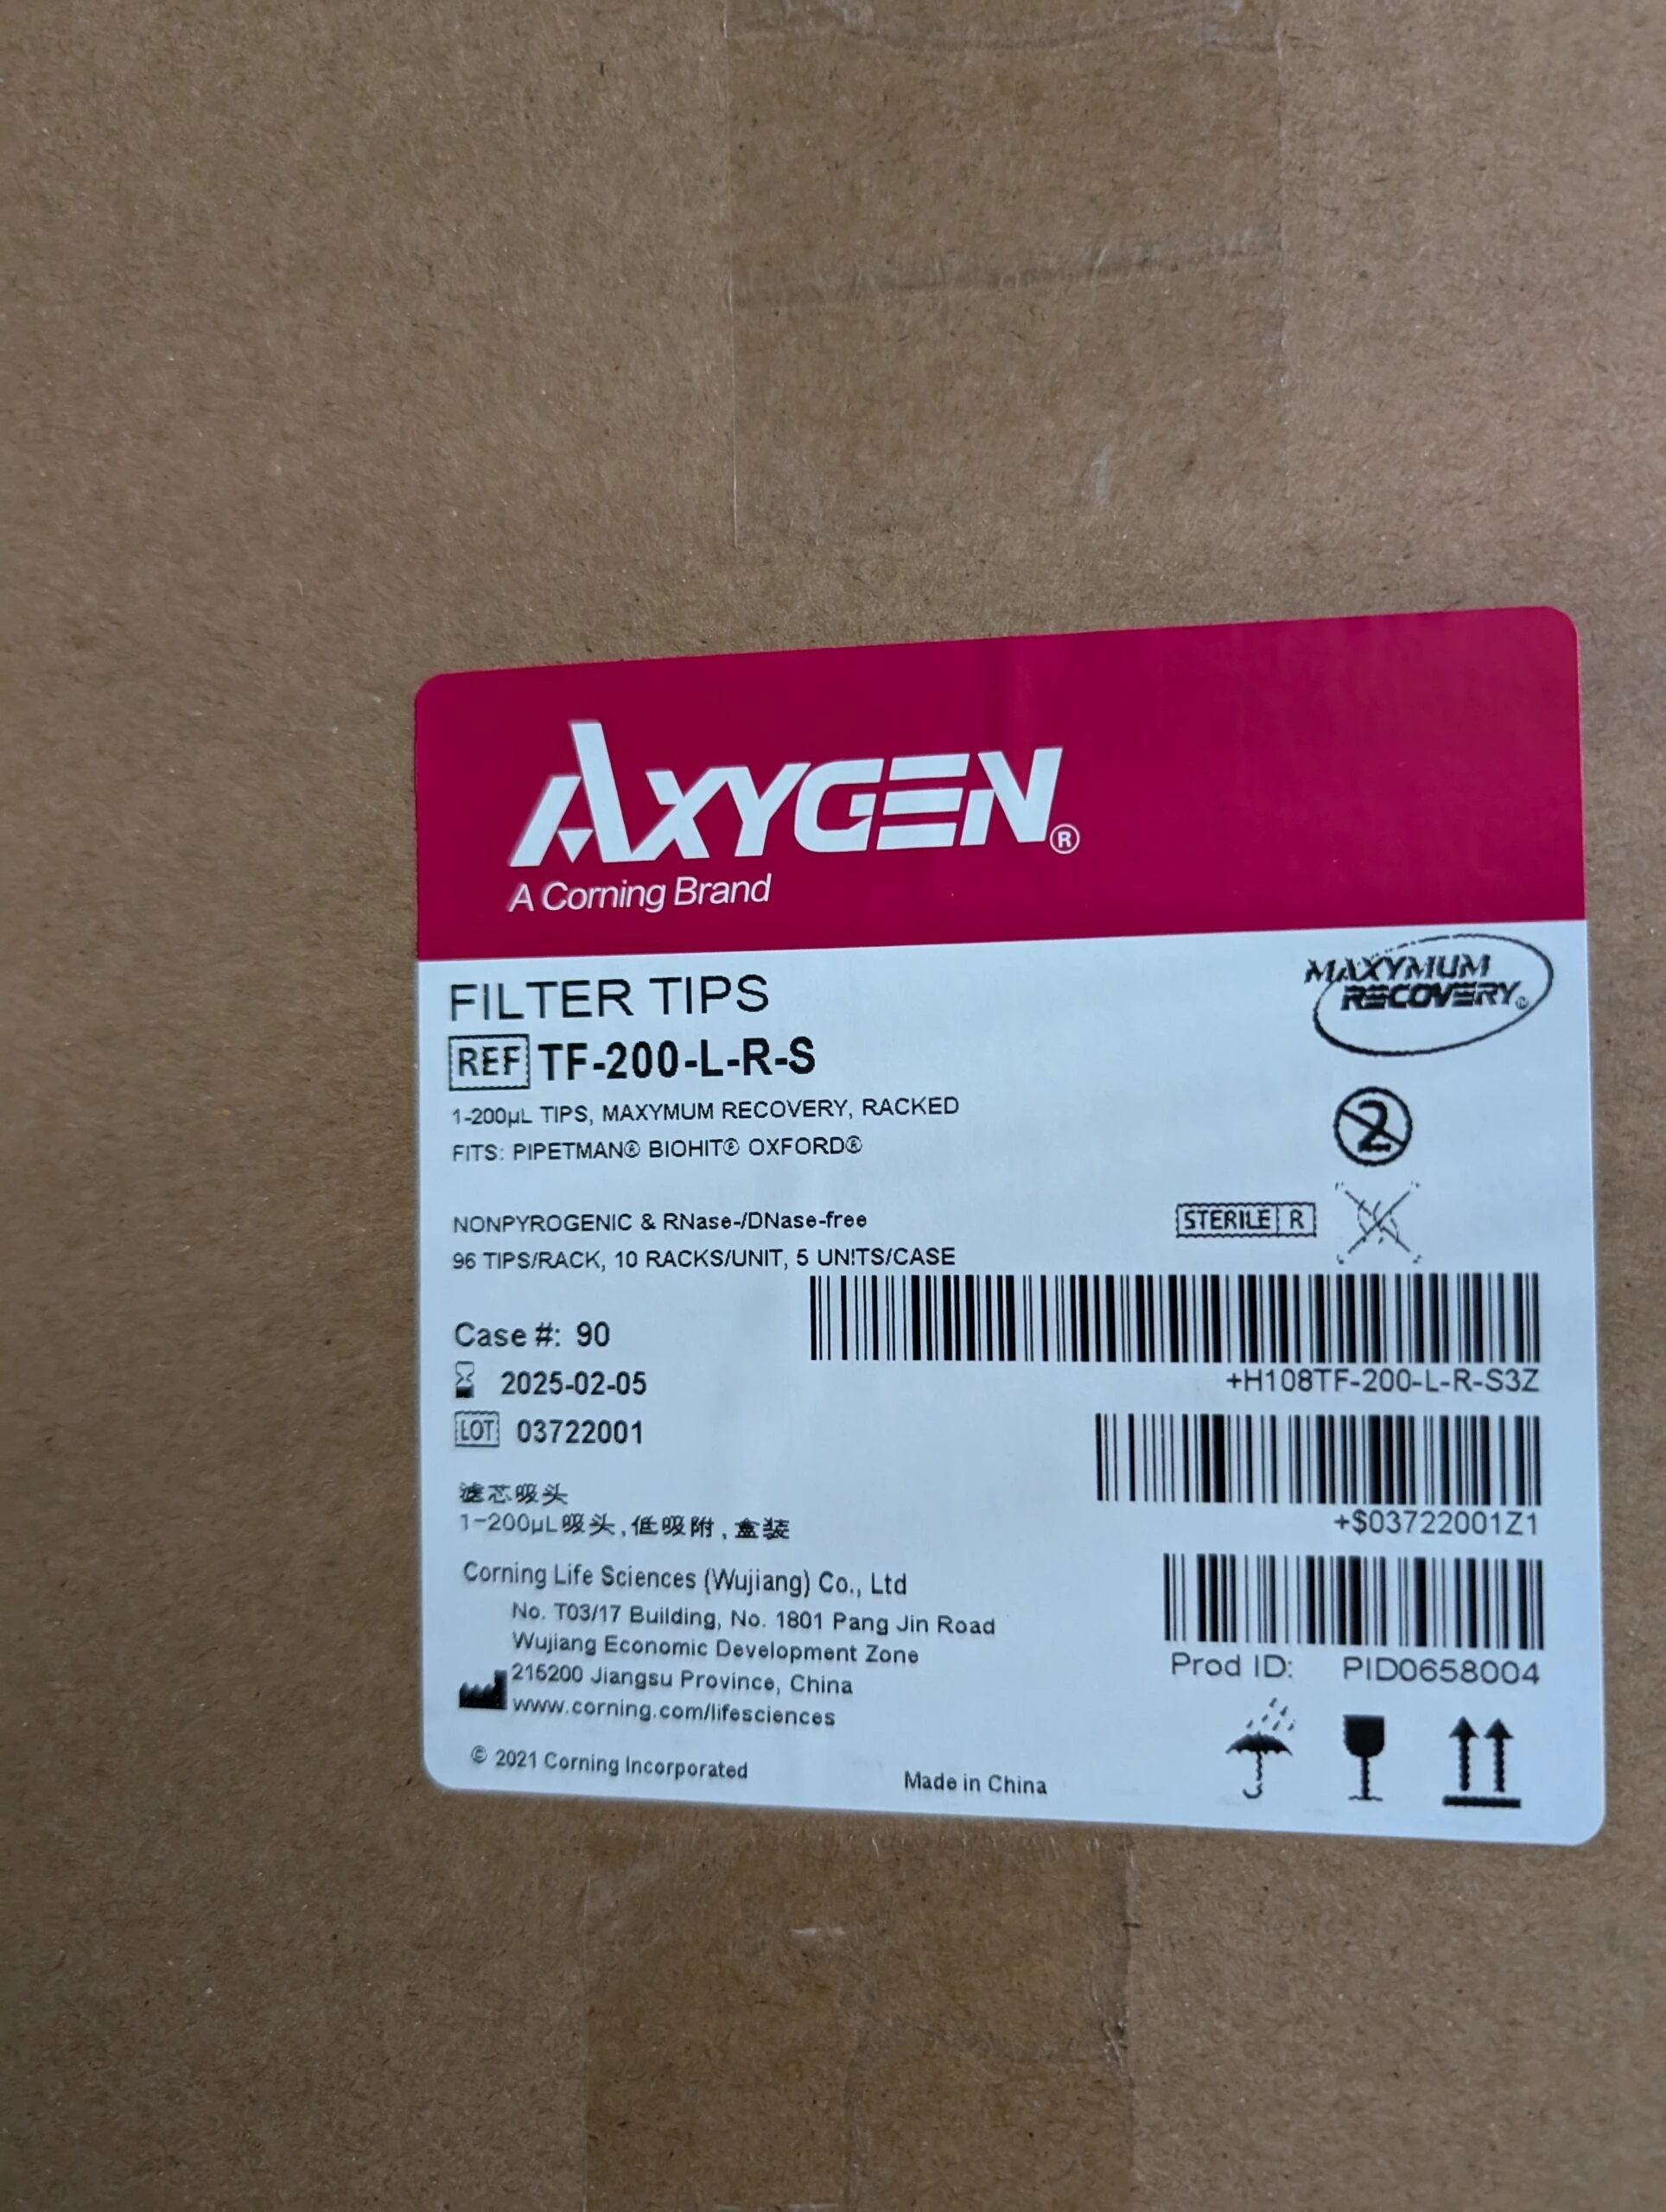 AXYGEN®
A Corning Brand
FILTER TIPS
MAXYMUM
RECOVERY
REF TF-200-L-R-S
1-200µL TIPS, MAXYMUM RECOVERY, RACKED
FITS: PIPETMAN® BIOHIT® OXFORD®
2
NONPYROGENIC & RNase-/DNase-free
STERILE R
96 TIPS/RACK, 10 RACKS/UNIT, 5 UNITS/CASE
Case #: 90
+H108TF-200-L-R-S3Z
2025-02-05
LOT 03722001
+$03722001Z1
滤芯吸头
1-200µL吸头,低吸附,盒装
Corning Life Sciences (Wujiang) Co., Ltd
No. T03/17 Building, No. 1801 Pang Jin Road
Wujiang Economic Development Zone
215200 Jiangsu Province, China
www.corning.com/lifesciences
Prod ID: PID0658004
© 2021 Corning Incorporated
Made in China